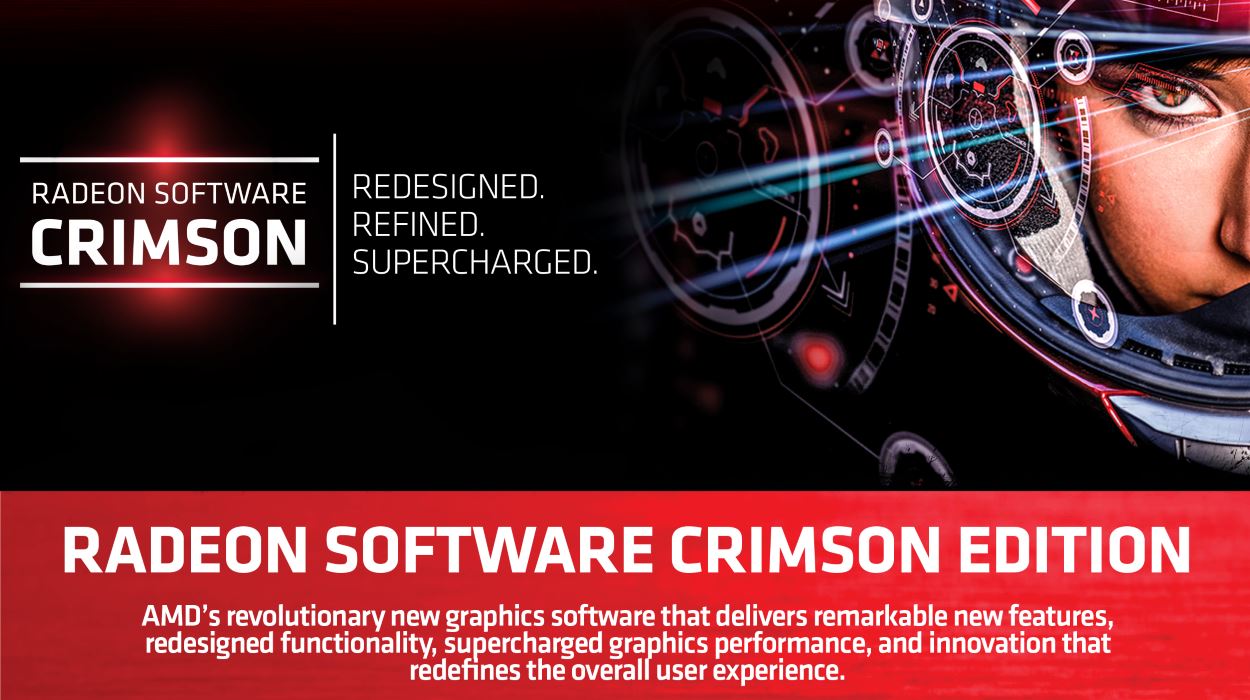 RADEON SOFTWARE
CRIMSON
REDESIGNED.
REFINED.
SUPERCHARGED.
RADEON SOFTWARE CRIMSON EDITION
AMD’s revolutionary new graphics software that delivers remarkable new features,
redesigned functionality, supercharged graphics performance, and innovation that
redefines the overall user experience.